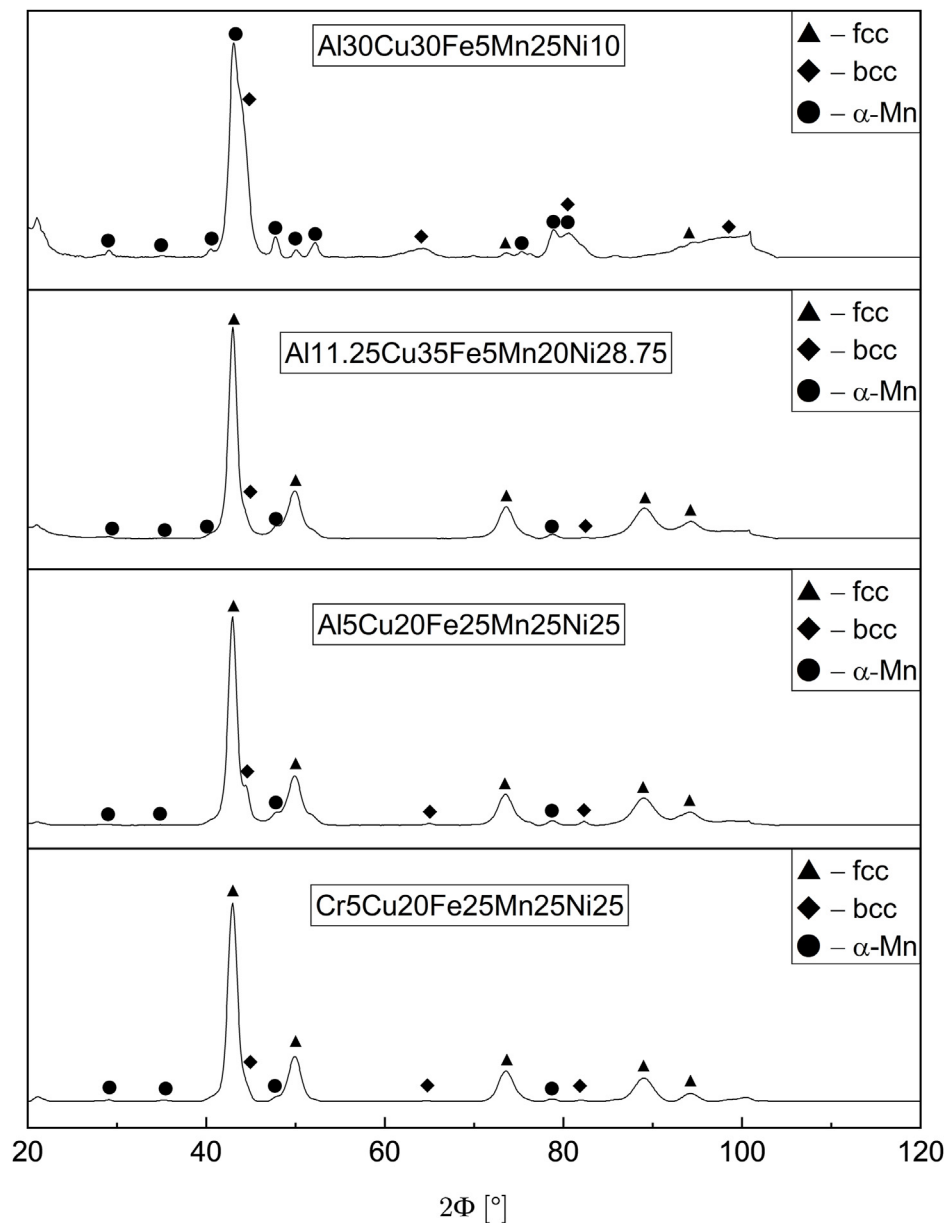 Al30Cu30Fe5Mn25Ni10
▲ – fcc
◆ – bcc
● – α-Mn
Al11.25Cu35Fe5Mn20Ni28.75
▲ – fcc
◆ – bcc
● – α-Mn
Al5Cu20Fe25Mn25Ni25
▲ – fcc
◆ – bcc
● – α-Mn
Cr5Cu20Fe25Mn25Ni25
▲ – fcc
◆ – bcc
● – α-Mn
20 40 60 80 100 120
2Φ [°]